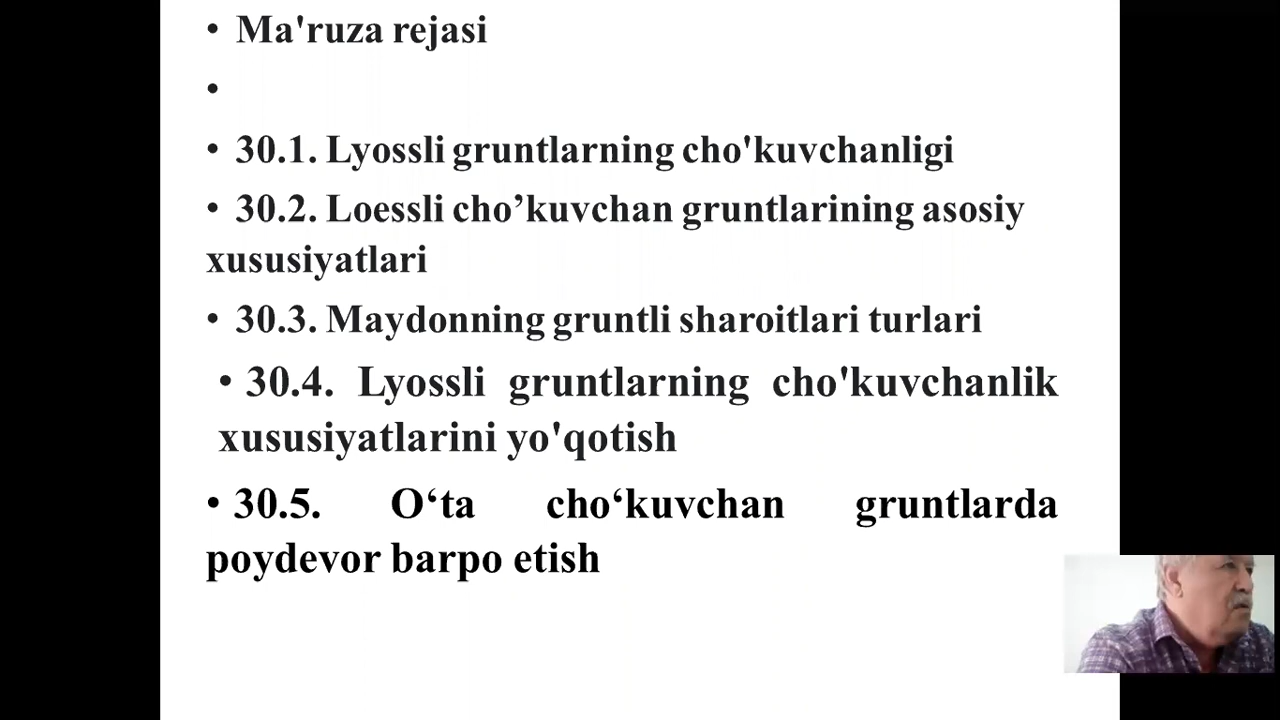 • Ma'ruza rejasi
•
• 30.1. Lyossli gruntlarning cho'kuvchanligi
• 30.2. Loessli cho’kuvchan gruntlarining asosiy
xususiyatlari
• 30.3. Maydonning gruntli sharoitlari turlari
• 30.4. Lyossli gruntlarning cho'kuvchanlik
xususiyatlarini yo'qotish
• 30.5. O‘ta cho‘kuvchan gruntlarda
poydevor barpo etish